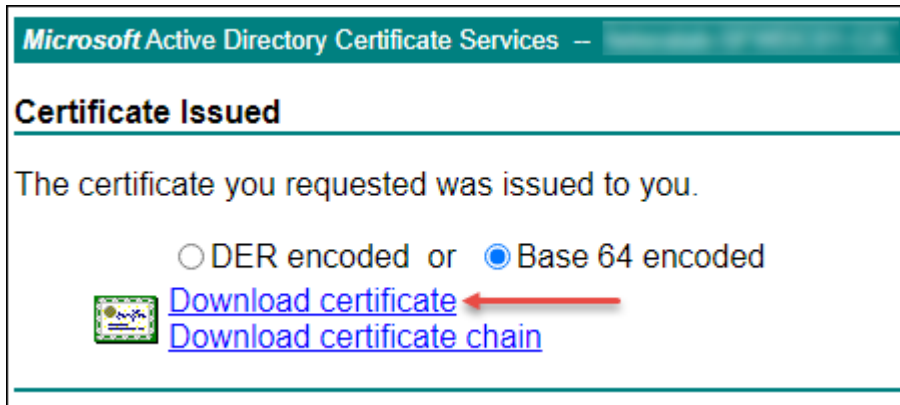 Microsoft Active Directory Certificate Services --
Certificate Issued
The certificate you requested was issued to you.
DER encoded or Base 64 encoded
Download certificate
Download certificate chain